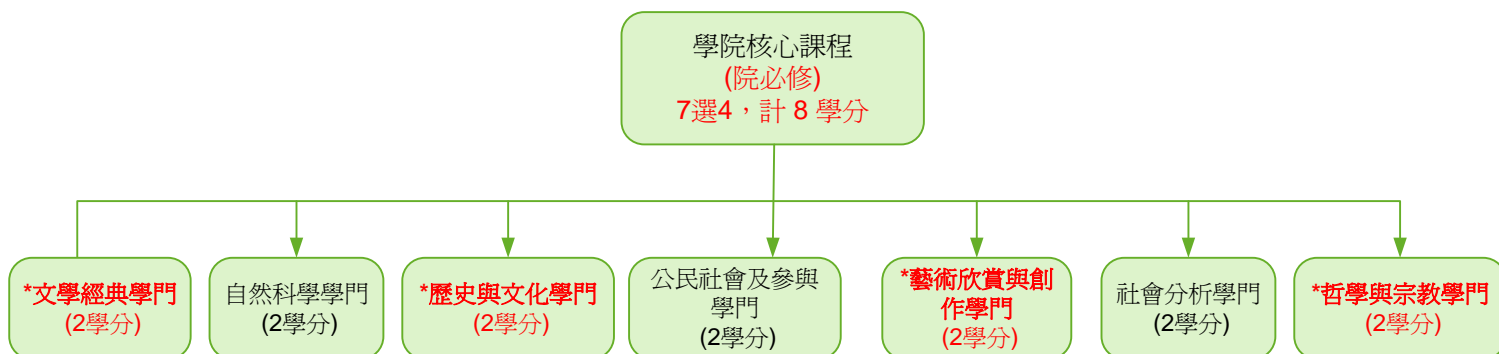 學院核心課程
(院必修)
7選4，計 8 學分
*文學經典學門
(2學分)
自然科學學門
(2學分)
*歷史與文化學門
(2學分)
公民社會及參與
學門
(2學分)
*藝術欣賞與創
作學門
(2學分)
社會分析學門
(2學分)
*哲學與宗教學門
(2學分)